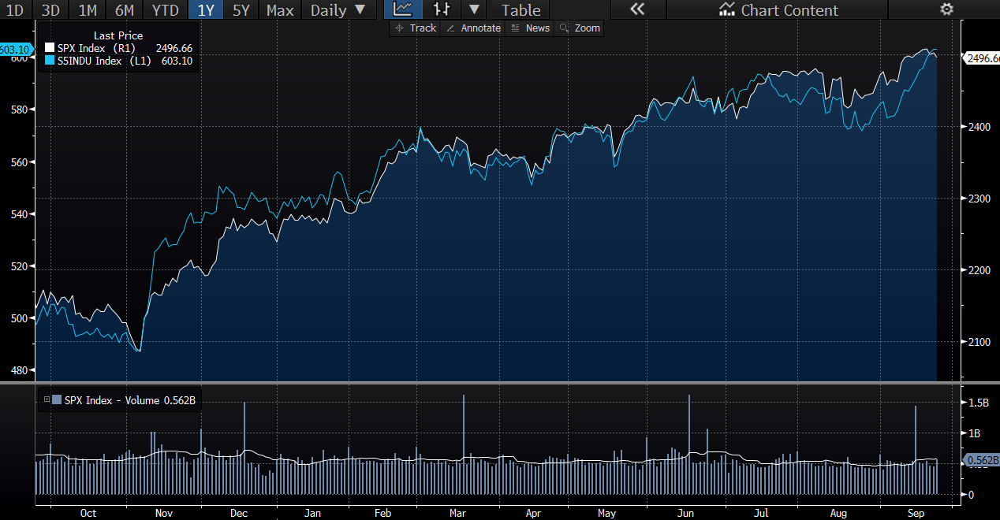 1D 3D 1M 6M YTD 1Y 5Y Max Daily ▼ ▼ Table « Chart Content
Track Annotate News Zoom
Last Price
SPX Index (R1) 2496.66
S5INDU Index (L1) 603.10
603.10
600
580
560
540
520
500
480
2496.66
2400
2300
2200
2100
SPX Index - Volume 0.562B
1.5B
1B
0.562B
0
Oct Nov Dec Jan Feb Mar Apr May Jun Jul Aug Sep